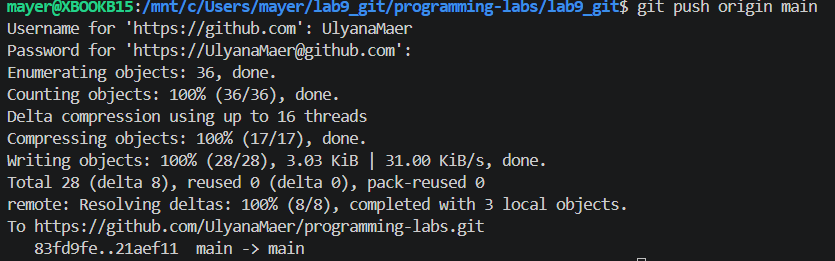 mayer@XBOOKB15:/mnt/c/Users/mayer/lab9_git/programming-labs/lab9_git$ git push origin main
Username for 'https://github.com': UlyanaMaer
Password for 'https://UlyanaMaer@github.com':
Enumerating objects: 36, done.
Counting objects: 100% (36/36), done.
Delta compression using up to 16 threads
Compressing objects: 100% (17/17), done.
Writing objects: 100% (28/28), 3.03 KiB | 31.00 KiB/s, done.
Total 28 (delta 8), reused 0 (delta 0), pack-reused 0
remote: Resolving deltas: 100% (8/8), completed with 3 local objects.
To https://github.com/UlyanaMaer/programming-labs.git
   83fd9fe..21aef11  main -> main